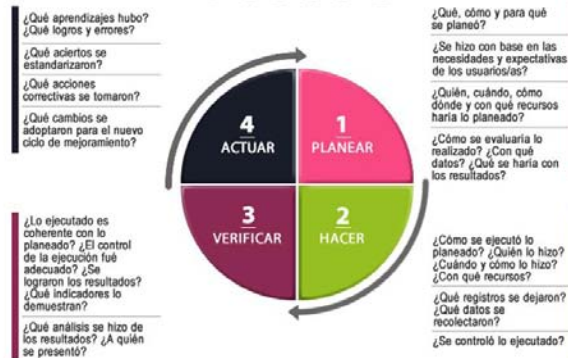 ¿Qué aprendizajes hubo?
¿Qué logros y errores?
¿Qué aciertos se
estandarizaron?
¿Qué acciones
correctivas se tomaron?
¿Qué cambios se
adoptaron para el nuevo
ciclo de mejoramiento?
4
ACTUAR
1
PLANEAR
¿Qué, cómo y para qué
se planeó?
¿Se hizo con base en las
necesidades y expectativas
de los usuarios/as?
¿Quién, cuándo, cómo
dónde y con qué recursos
haría lo planeado?
¿Cómo se evaluaría lo
realizado? ¿Con qué
datos? ¿Qué se haría con
los resultados?
¿Lo ejecutado es
coherente con lo
planeado? ¿El control
de la ejecución fué
adecuado? ¿Se
lograron los resultados?
¿Qué indicadores lo
demuestran?
¿Qué análisis se hizo de
los resultados? ¿A quién
se presentó?
3
VERIFICAR
2
HACER
¿Cómo se ejecutó lo
planeado? ¿Quién lo hizo?
¿Cuándo y cómo lo hizo?
¿Con qué recursos?
¿Qué registros se dejaron?
¿Qué datos se
recolectaron?
¿Se controló lo ejecutado?